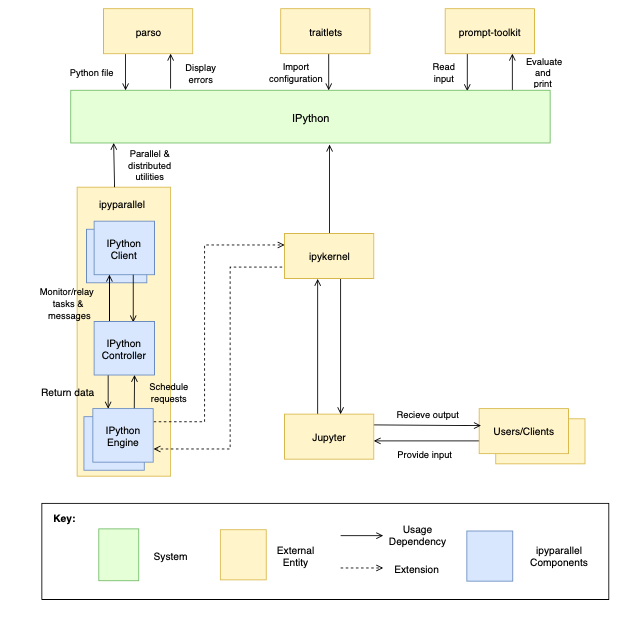 parso
traitlets
prompt-toolkit
Python file
Display
errors
Import
configuration
Read
input
Evaluate
and
print
IPython
Parallel &
distributed
utilities
ipyparallel
IPython
Client
ipykernel
Monitor/relay
tasks &
messages
IPython
Controller
Return data
Schedule
requests
IPython
Engine
Jupyter
Recieve output
Provide input
Users/Clients
Key:
System
External
Entity
Usage
Dependency
Extension
ipyparallel
Components